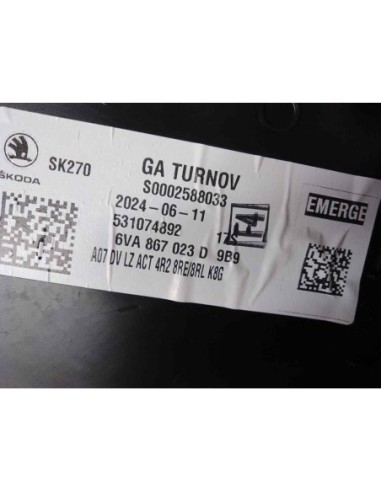 ŠKODA
SK270
GA TURNOV
S0002588033
2024-06-11
531074892
6VA 867 023 D 9B9
A07 DV LZ ACT 4R2 8RE/8RL K8G
EMERGE